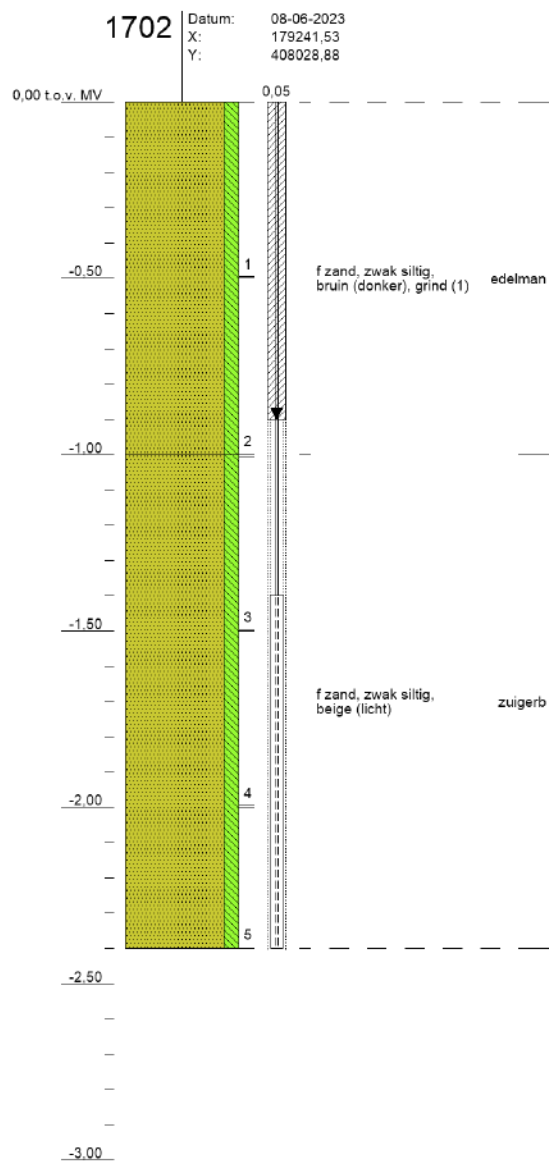 1702
Datum: 08-06-2023
X: 179241,53
Y: 408028,88
0,00 t.o.v. MV
0,05
1
-0,50
f zand, zwak siltig,
bruin (donker), grind (1)
edelman
2
-1,00
3
-1,50
f zand, zwak siltig,
beige (licht)
zuigerb
4
-2,00
5
-2,50
-3,00